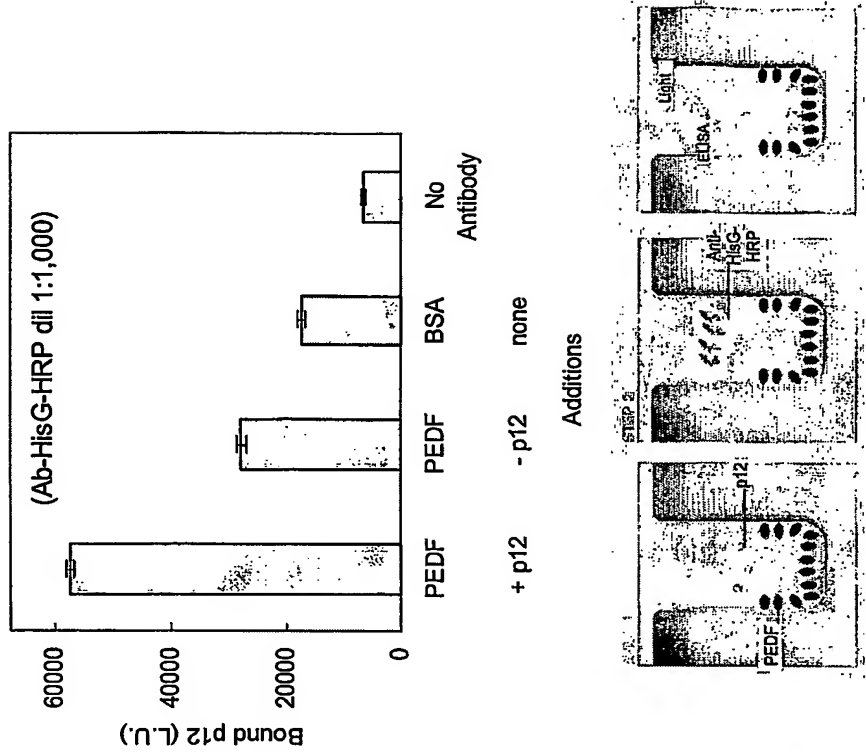 (Ab-HisG-HRP dil 1:1,000)
Bound p12 (L.U.)
60000
40000
20000
0
PEDF PEDF BSA No
+ p12 - p12 none Antibody
Additions
PEDF
p12
STEP 2
Anti-
HisG-
HRP
ELISA
Light